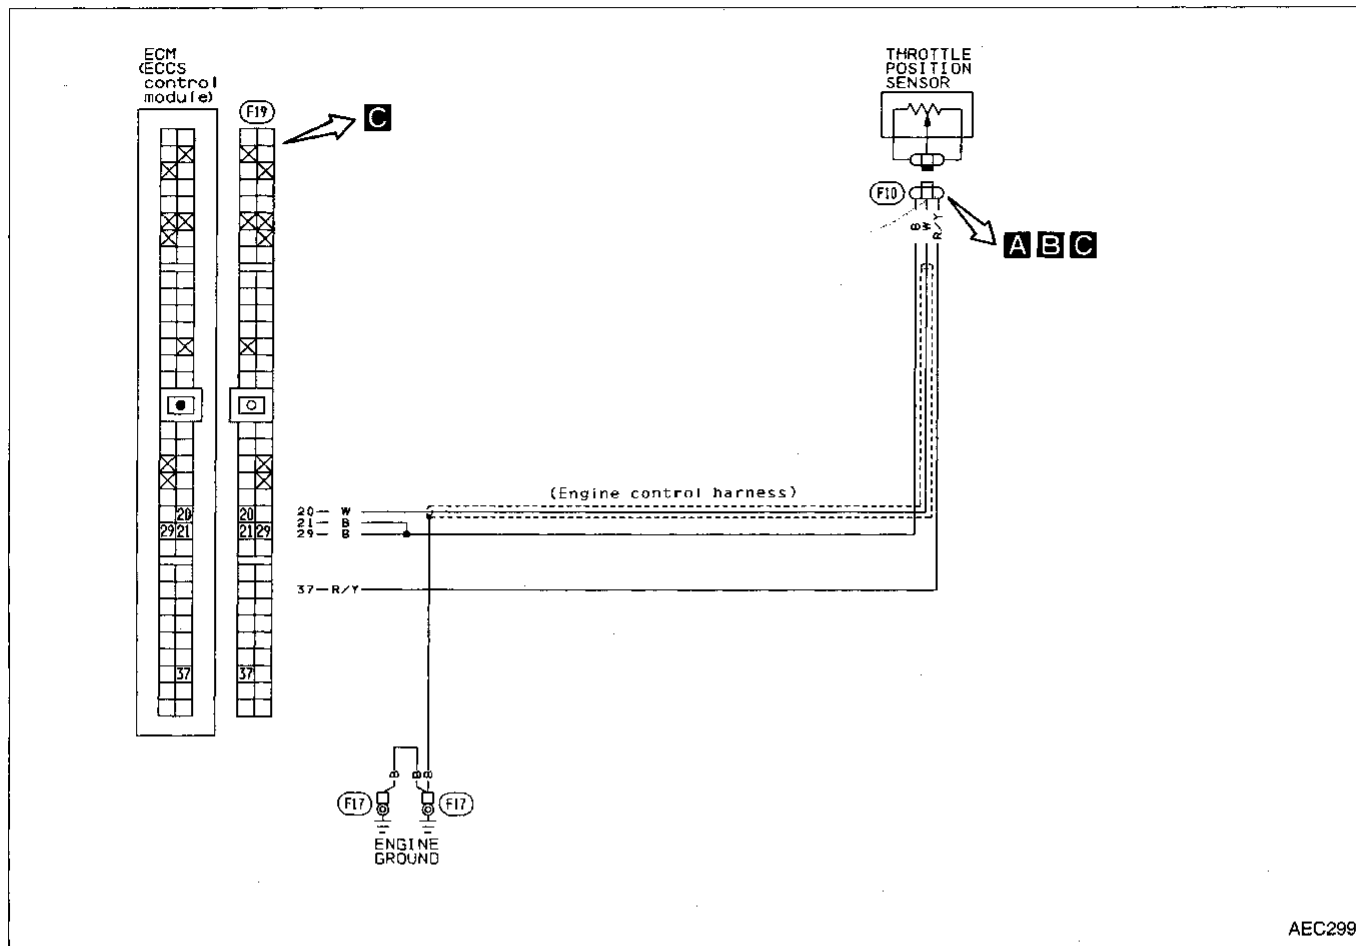 ECM
(ECCS
control
module)
F19
C
THROTTLE
POSITION
SENSOR
F10
B
W
R/Y
A B C
(Engine control harness)
20 20
29 21 21 29
37 37
20 W
21 B
29 B
37 R/Y
B B B
F17 F17
ENGINE
GROUND
AEC299